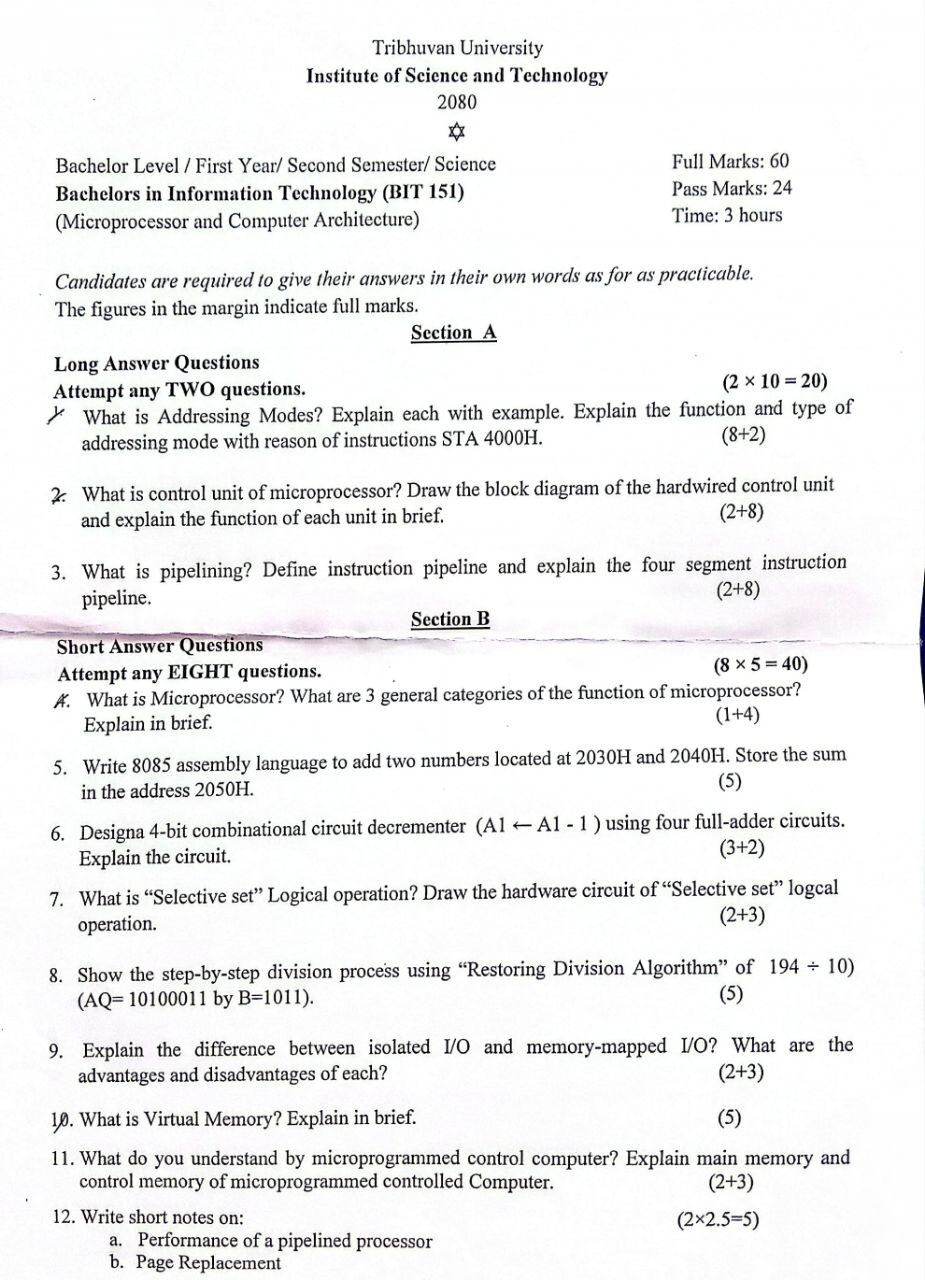 Tribhuvan University
Institute of Science and Technology
2080
Bachelor Level / First Year/ Second Semester/ Science
Full Marks: 60
Bachelors in Information Technology (BIT 151)
Pass Marks: 24
(Microprocessor and Computer Architecture)
Time: 3 hours
Candidates are required to give their answers in their own words as for as practicable.
The figures in the margin indicate full marks.
Section A
Long Answer Questions
Attempt any TWO questions. (2 × 10 = 20)
1. What is Addressing Modes? Explain each with example. Explain the function and type of
addressing mode with reason of instructions STA 4000H. (8+2)
2. What is control unit of microprocessor? Draw the block diagram of the hardwired control unit
and explain the function of each unit in brief. (2+8)
3. What is pipelining? Define instruction pipeline and explain the four segment instruction
pipeline. (2+8)
Section B
Short Answer Questions
Attempt any EIGHT questions. (8 × 5 = 40)
4. What is Microprocessor? What are 3 general categories of the function of microprocessor?
Explain in brief. (1+4)
5. Write 8085 assembly language to add two numbers located at 2030H and 2040H. Store the sum
in the address 2050H. (5)
6. Designa 4-bit combinational circuit decrementer (A1 ← A1 - 1 ) using four full-adder circuits.
Explain the circuit. (3+2)
7. What is “Selective set” Logical operation? Draw the hardware circuit of “Selective set” logcal
operation. (2+3)
8. Show the step-by-step division process using “Restoring Division Algorithm” of 194 ÷ 10)
(AQ= 10100011 by B=1011). (5)
9. Explain the difference between isolated I/O and memory-mapped I/O? What are the
advantages and disadvantages of each? (2+3)
10. What is Virtual Memory? Explain in brief. (5)
11. What do you understand by microprogrammed control computer? Explain main memory and
control memory of microprogrammed controlled Computer. (2+3)
12. Write short notes on: (2×2.5=5)
a. Performance of a pipelined processor
b. Page Replacement